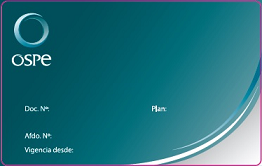 OSPe
Doc. Nº: Plan:
Afdo. Nº:
Vigencia desde: